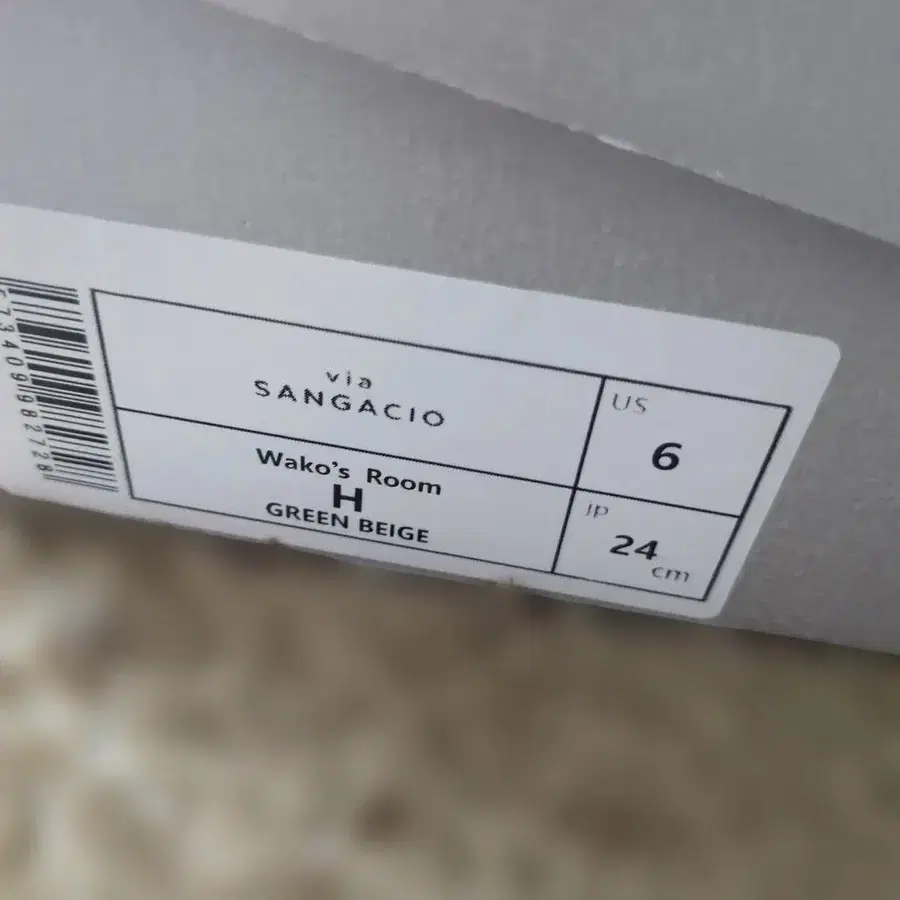 via
SANGACIO
US
6
Wako's Room
H
GREEN BEIGE
jp
24
cm